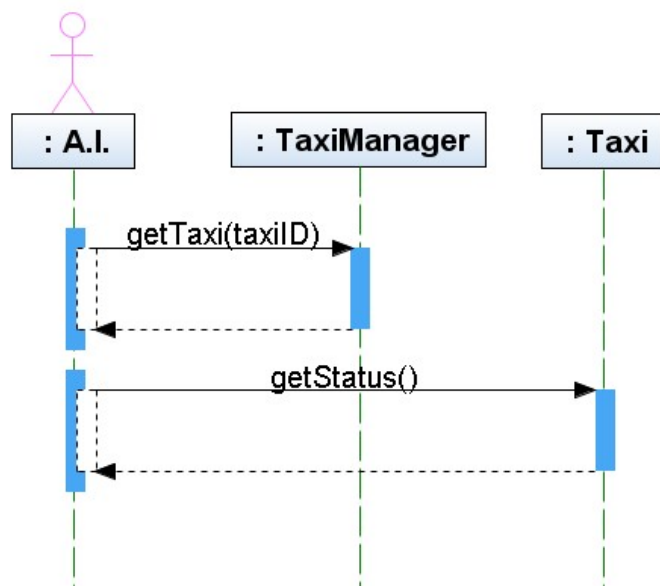 : A.I.
: TaxiManager
: Taxi
getTaxi(taxiID)
getStatus()